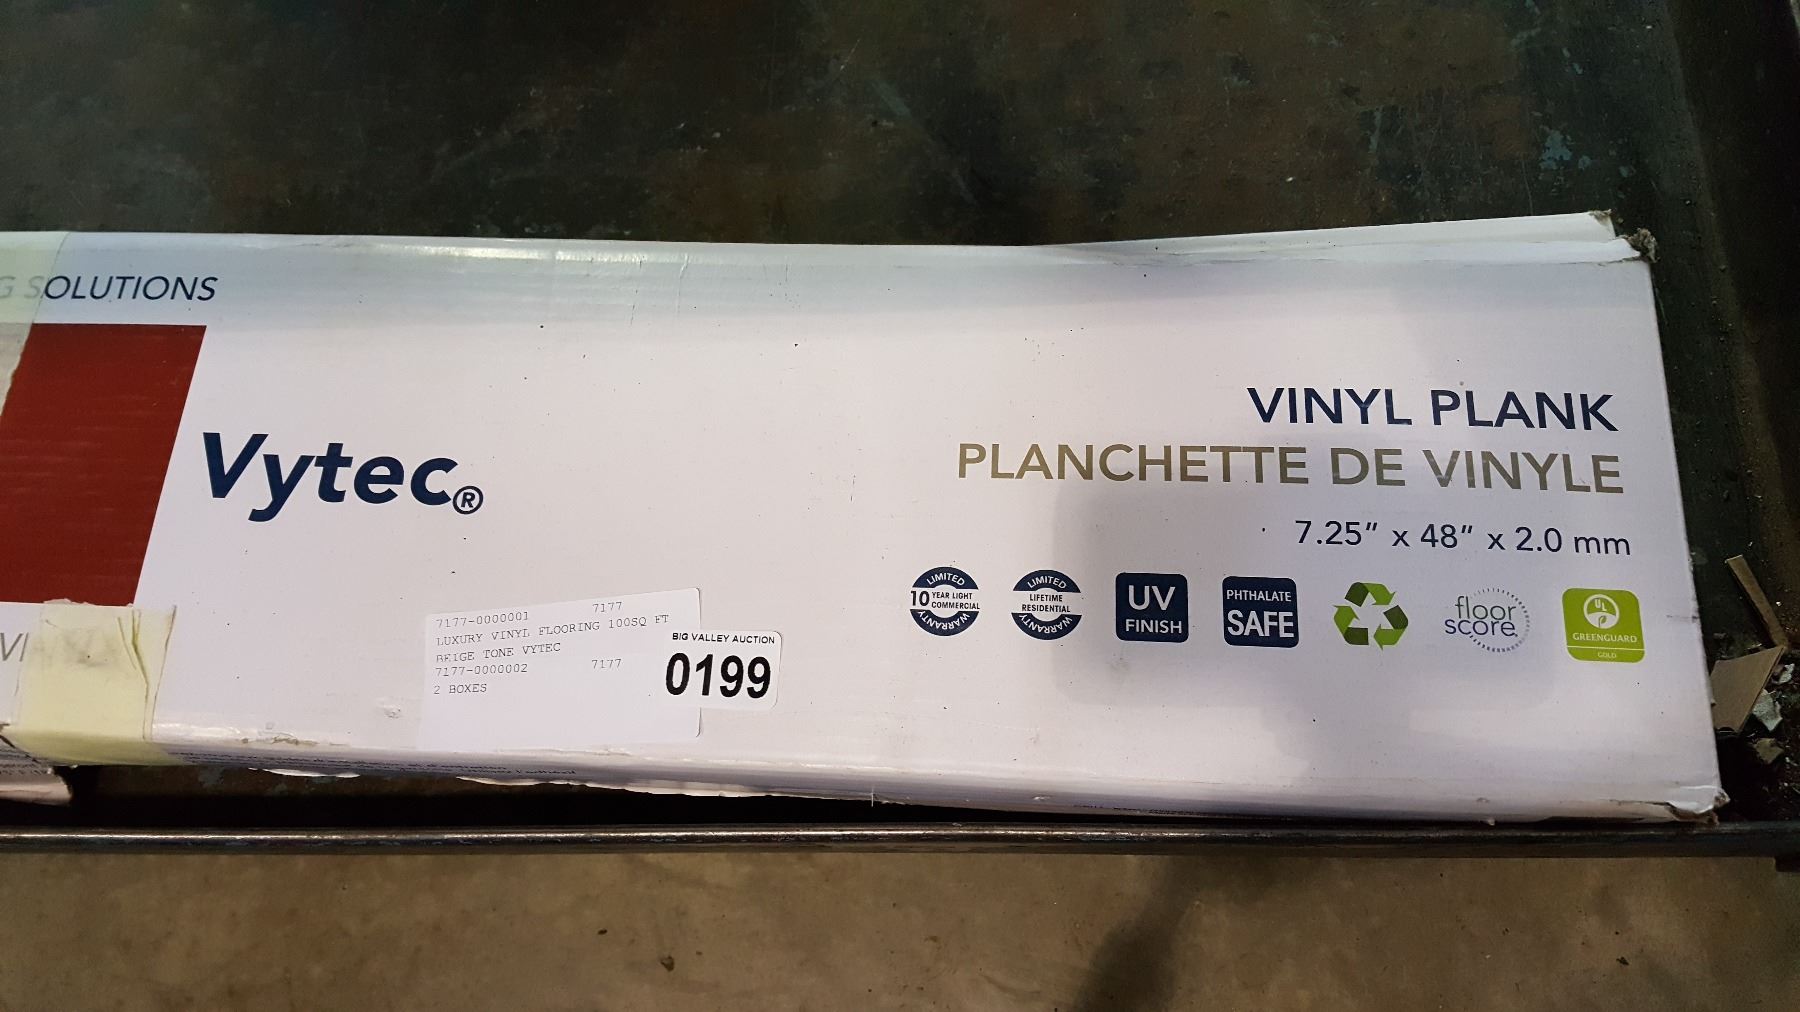 SOLUTIONS
Vytec®
VINYL PLANK
PLANCHETTE DE VINYLE
7.25" x 48" x 2.0 mm
LIMITED
10 YEAR LIGHT
COMMERCIAL
WARRANTY
LIMITED
LIFETIME
RESIDENTIAL
WARRANTY
UV
FINISH
PHTHALATE
SAFE
floor
score
UL
GREENGUARD
GOLD
7177-0000001 7177
LUXURY VINYL FLOORING 100SQ FT
BEIGE TONE VYTEC
7177-0000002 7177
2 BOXES
BIG VALLEY AUCTION
0199